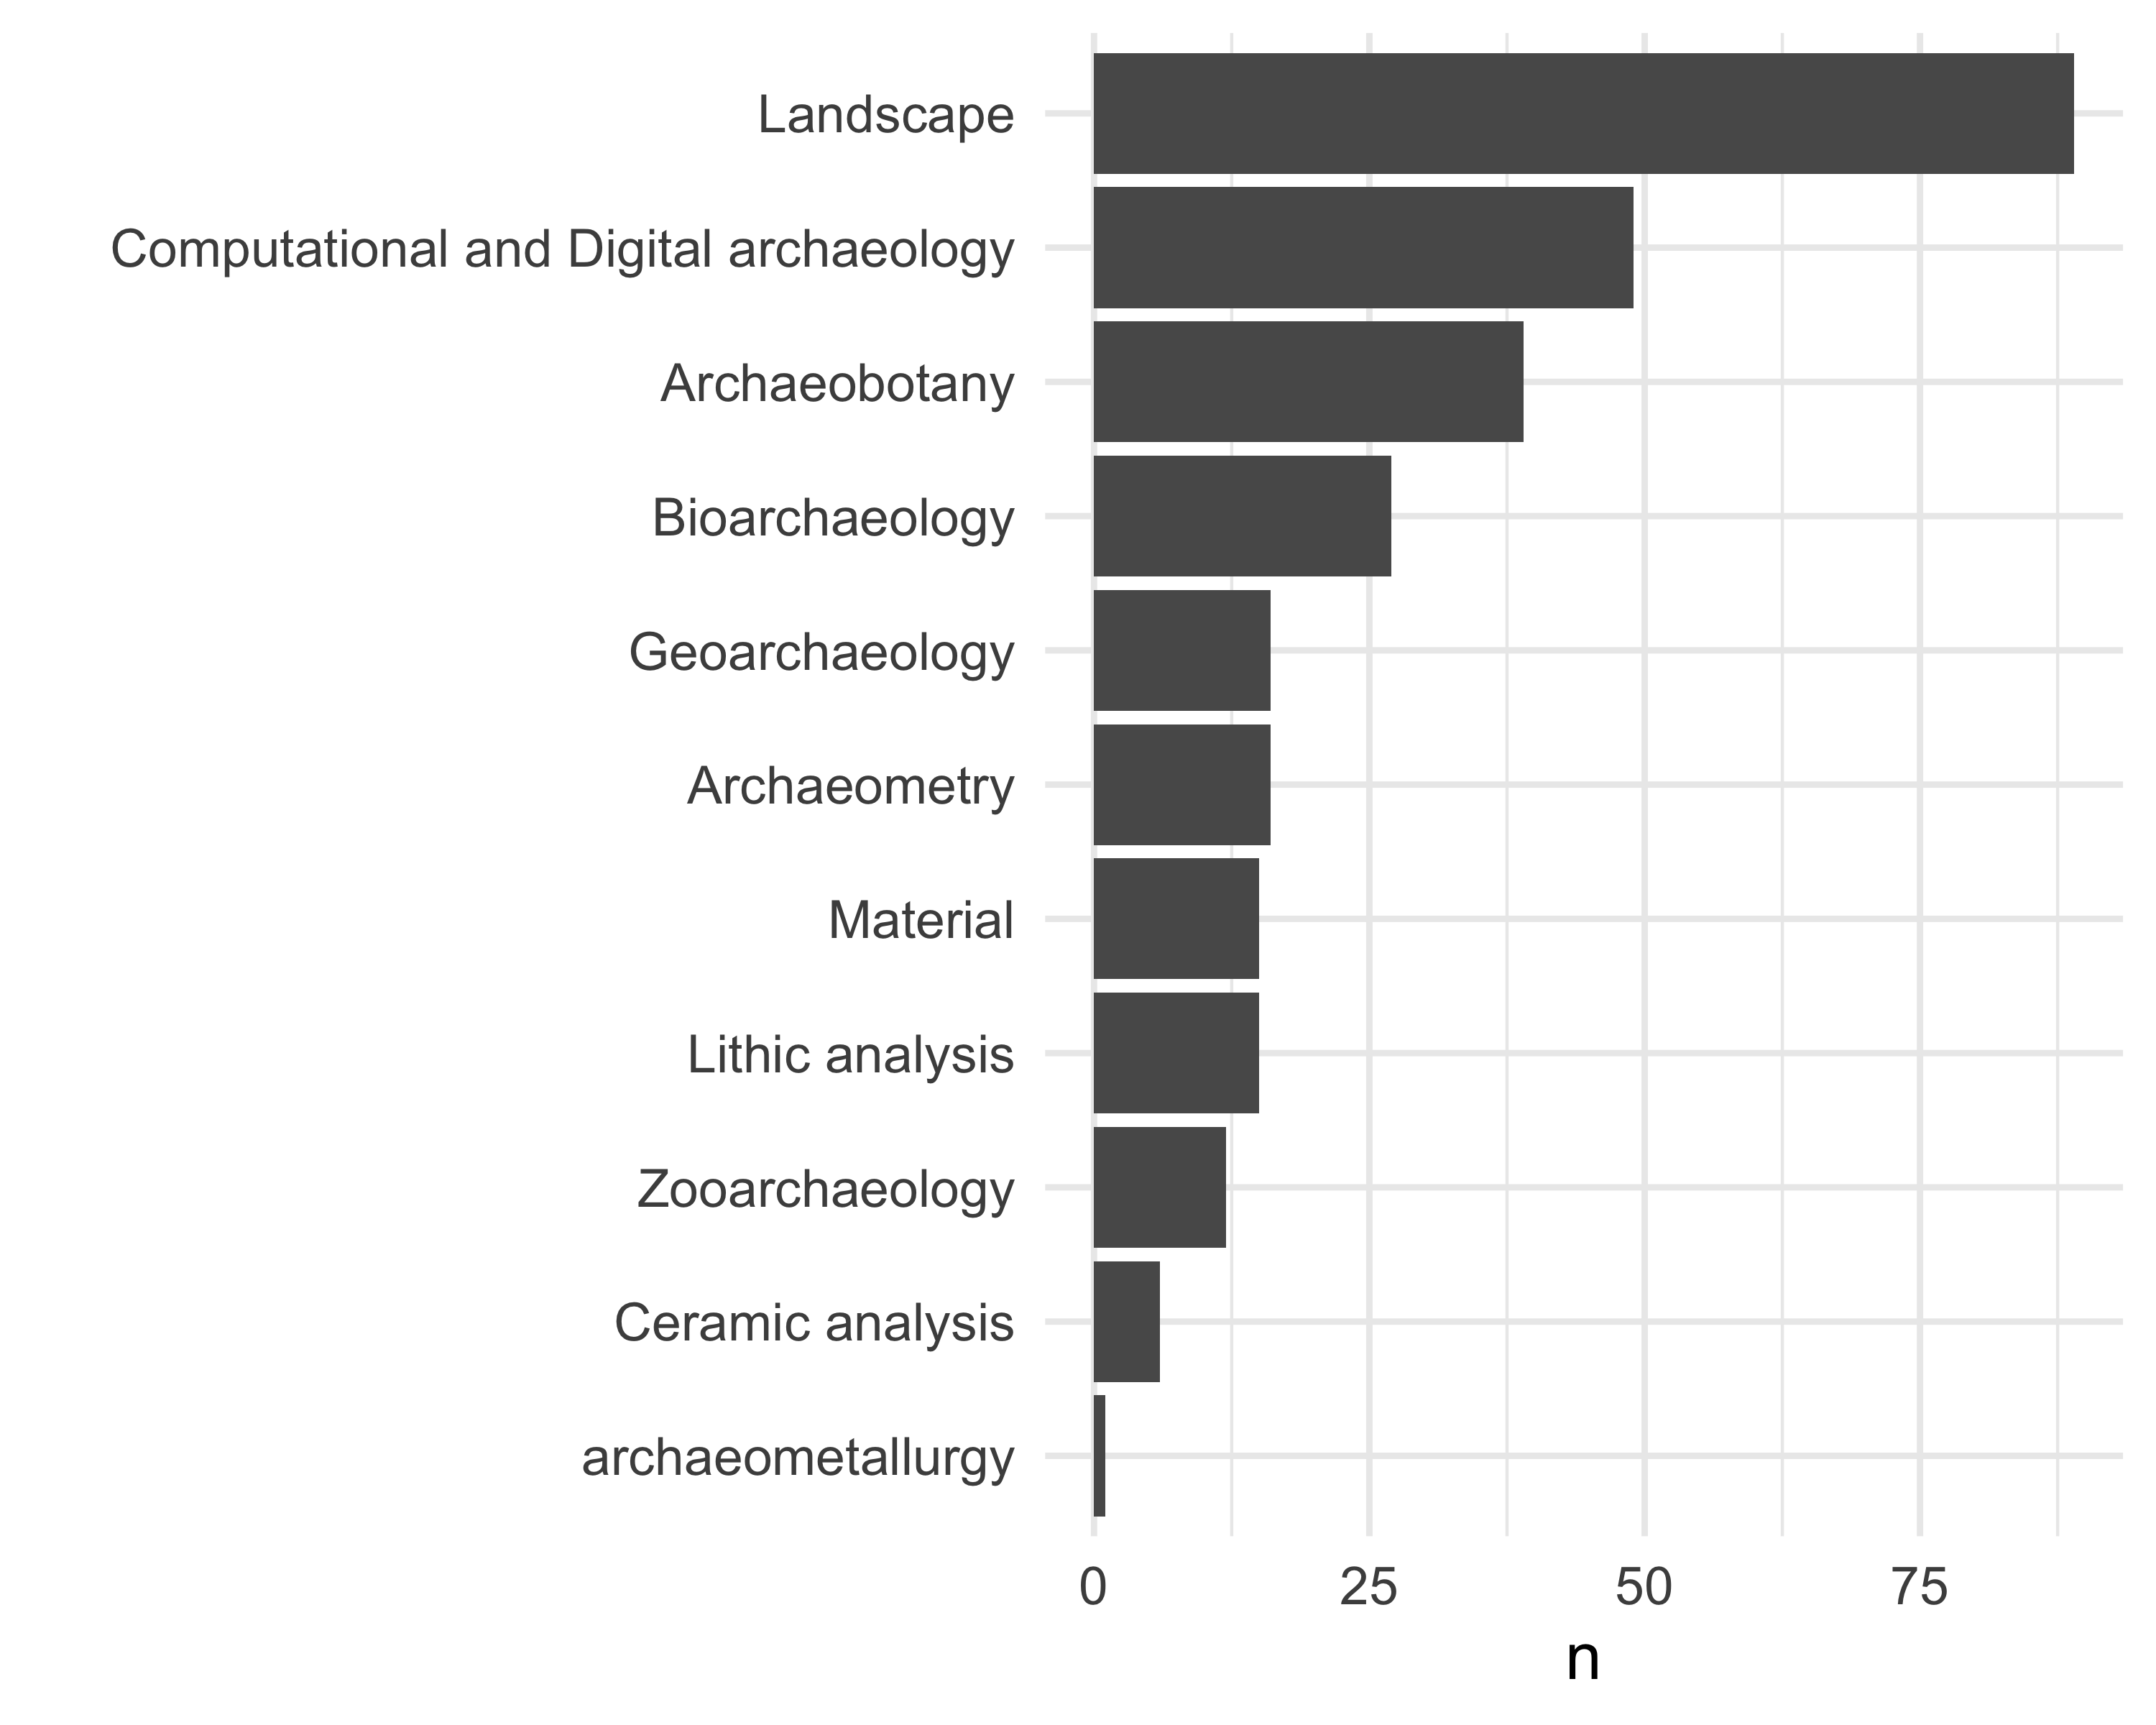 Landscape
Computational and Digital archaeology
Archaeobotany
Bioarchaeology
Geoarchaeology
Archaeometry
Material
Lithic analysis
Zooarchaeology
Ceramic analysis
archaeometallurgy
0 25 50 75
n